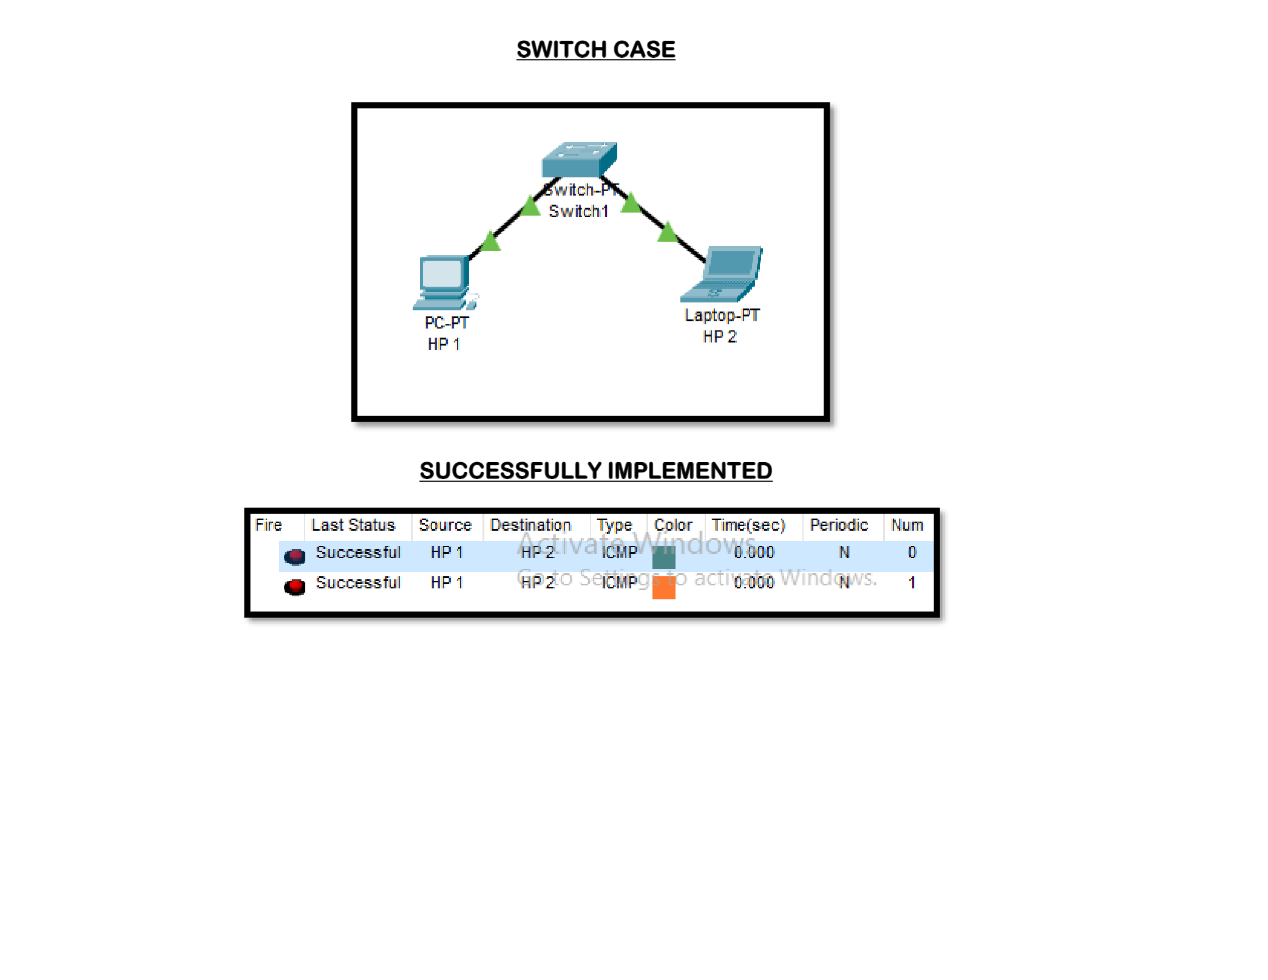 SWITCH CASE
Switch-PT
Switch1
PC-PT
HP 1
Laptop-PT
HP 2
SUCCESSFULLY IMPLEMENTED
Fire Last Status Source Destination Type Color Time(sec) Periodic Num
Successful HP 1 HP 2 ICMP 0.000 N 0
Successful HP 1 HP 2 ICMP 0.000 N 1
Activate Windows
Go to Settings to activate Windows.